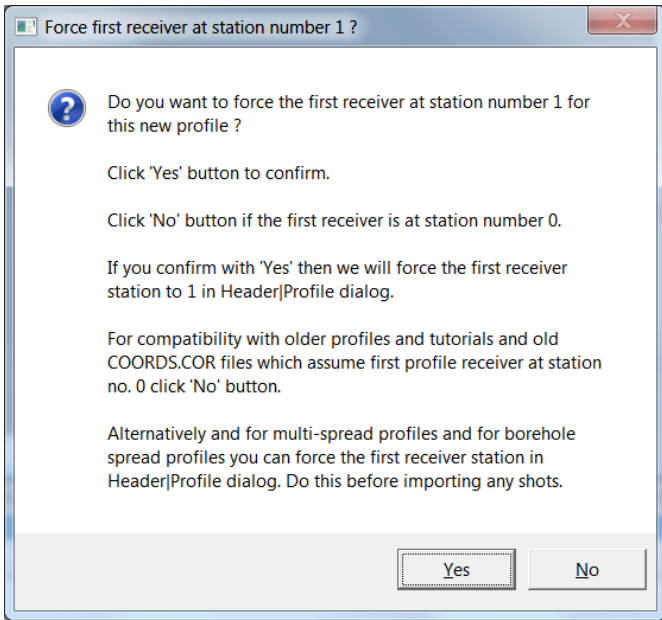 Force first receiver at station number 1 ?
Do you want to force the first receiver at station number 1 for
this new profile ?
Click 'Yes' button to confirm.
Click 'No' button if the first receiver is at station number 0.
If you confirm with 'Yes' then we will force the first receiver
station to 1 in Header|Profile dialog.
For compatibility with older profiles and tutorials and old
COORDS.COR files which assume first profile receiver at station
no. 0 click 'No' button.
Alternatively and for multi-spread profiles and for borehole
spread profiles you can force the first receiver station in
Header|Profile dialog. Do this before importing any shots.
Yes
No